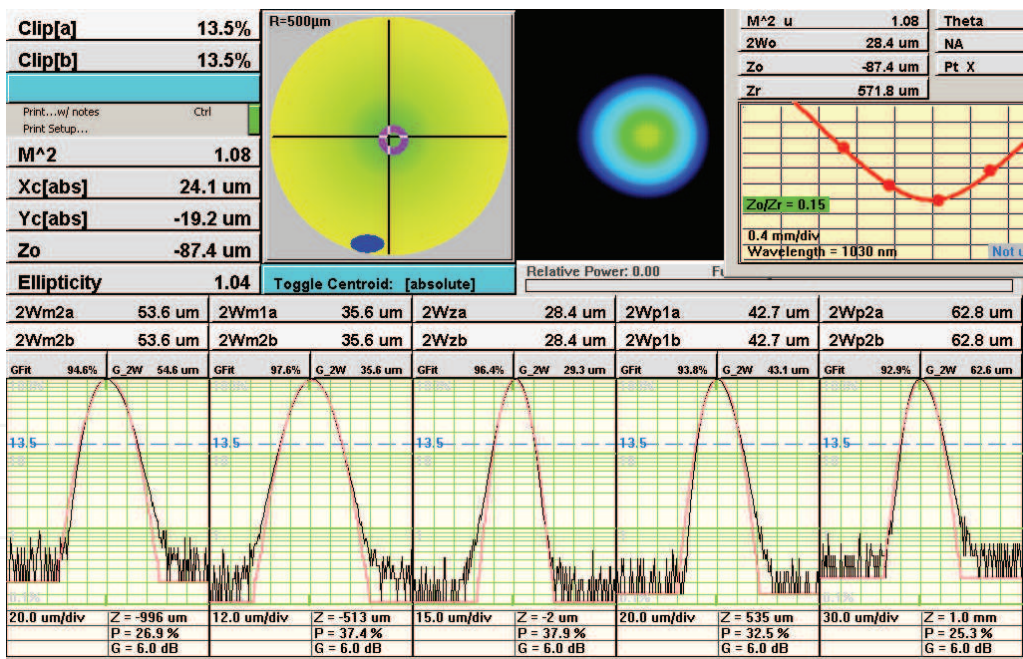 Clip[a] 13.5%
Clip[b] 13.5%
Print...w/ notes Ctrl
Print Setup...
M^2 1.08
Xc[abs] 24.1 um
Yc[abs] -19.2 um
Zo -87.4 um
Ellipticity 1.04
R=500µm
Toggle Centroid: [absolute]
Relative Power: 0.00
M^2 u 1.08 Theta
2Wo 28.4 um NA
Zo -87.4 um Pt X
Zr 571.8 um
Zo/Zr = 0.15
0.4 mm/div
Wavelength = 1030 nm
2Wm2a 53.6 um 2Wm1a 35.6 um 2Wza 28.4 um 2Wp1a 42.7 um 2Wp2a 62.8 um
2Wm2b 53.6 um 2Wm2b 35.6 um 2Wzb 28.4 um 2Wp1b 42.7 um 2Wp2b 62.8 um
GFit 94.6% G_2W 54.6 um GFit 97.6% G_2W 35.6 um GFit 96.4% G_2W 29.3 um GFit 93.8% G_2W 43.1 um GFit 92.9% G_2W 62.6 um
13.5 13.5 13.5 13.5 13.5
20.0 um/div Z = -996 um 12.0 um/div Z = -513 um 15.0 um/div Z = -2 um 20.0 um/div Z = 535 um 30.0 um/div Z = 1.0 mm
P = 26.9 % P = 37.4 % P = 37.9 % P = 32.5 % P = 25.3 %
G = 6.0 dB G = 6.0 dB G = 6.0 dB G = 6.0 dB G = 6.0 dB